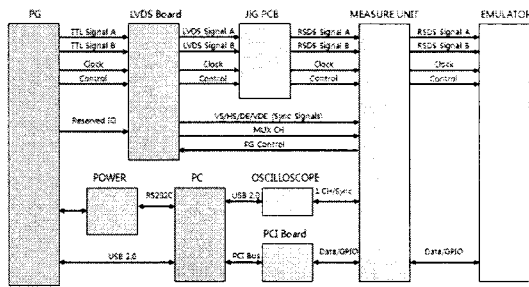 PG LVDS Board JIG PCB MEASURE UNIT EMULATOR
TTL Signal A LVDS Signal A RSDS Signal A RSDS Signal A
TTL Signal B LVDS Signal B RSDS Signal B RSDS Signal B
Clock Clock Clock Clock
Control Control Control Control
VS/HS/DE/VDE (Sync Signals)
Reserved IO MUX CH
PG Control
POWER PC OSCILLOSCOPE
RS232C USB 2.0 1 CH/Sync
PCI Board
USB 2.0 PCI Bus Data/GPIO Data/GPIO